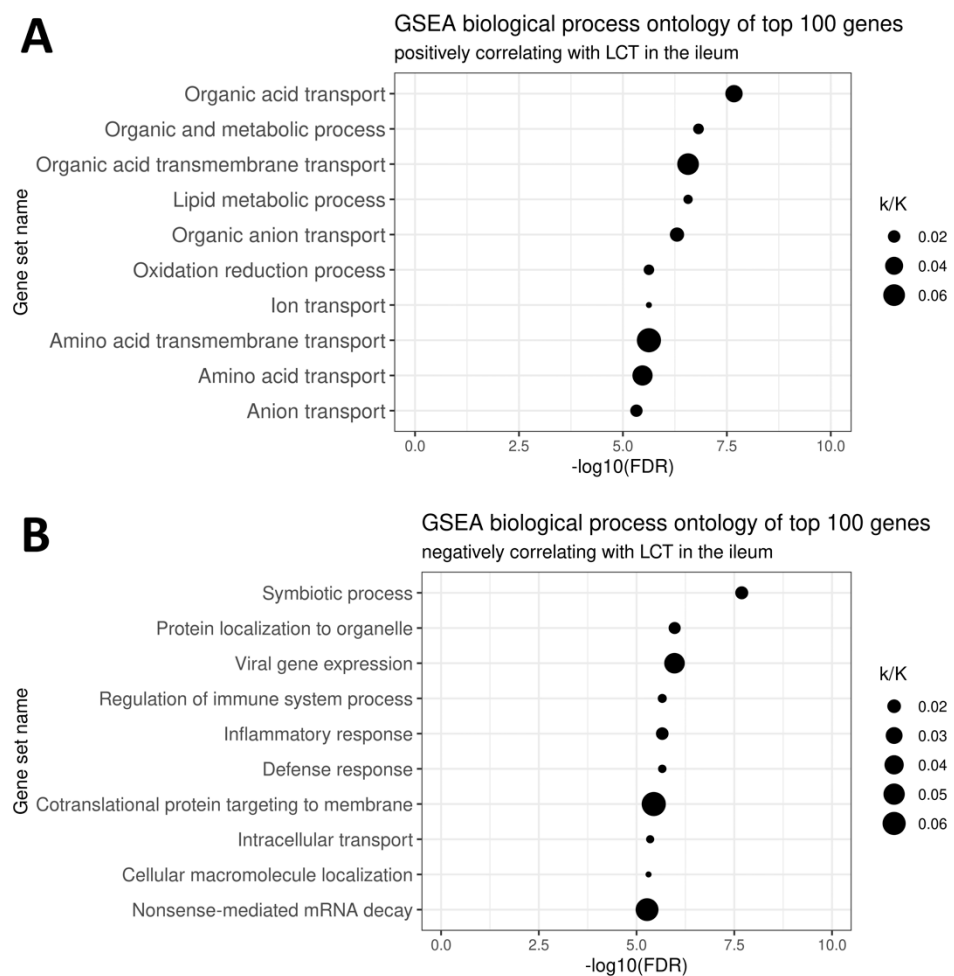 A
GSEA biological process ontology of top 100 genes
positively correlating with LCT in the ileum
Gene set name
Organic acid transport
Organic and metabolic process
Organic acid transmembrane transport
Lipid metabolic process
Organic anion transport
Oxidation reduction process
Ion transport
Amino acid transmembrane transport
Amino acid transport
Anion transport
0.0 2.5 5.0 7.5 10.0
-log10(FDR)
k/K
0.02
0.04
0.06
B
GSEA biological process ontology of top 100 genes
negatively correlating with LCT in the ileum
Gene set name
Symbiotic process
Protein localization to organelle
Viral gene expression
Regulation of immune system process
Inflammatory response
Defense response
Cotranslational protein targeting to membrane
Intracellular transport
Cellular macromolecule localization
Nonsense-mediated mRNA decay
0.0 2.5 5.0 7.5 10.0
-log10(FDR)
k/K
0.02
0.03
0.04
0.05
0.06